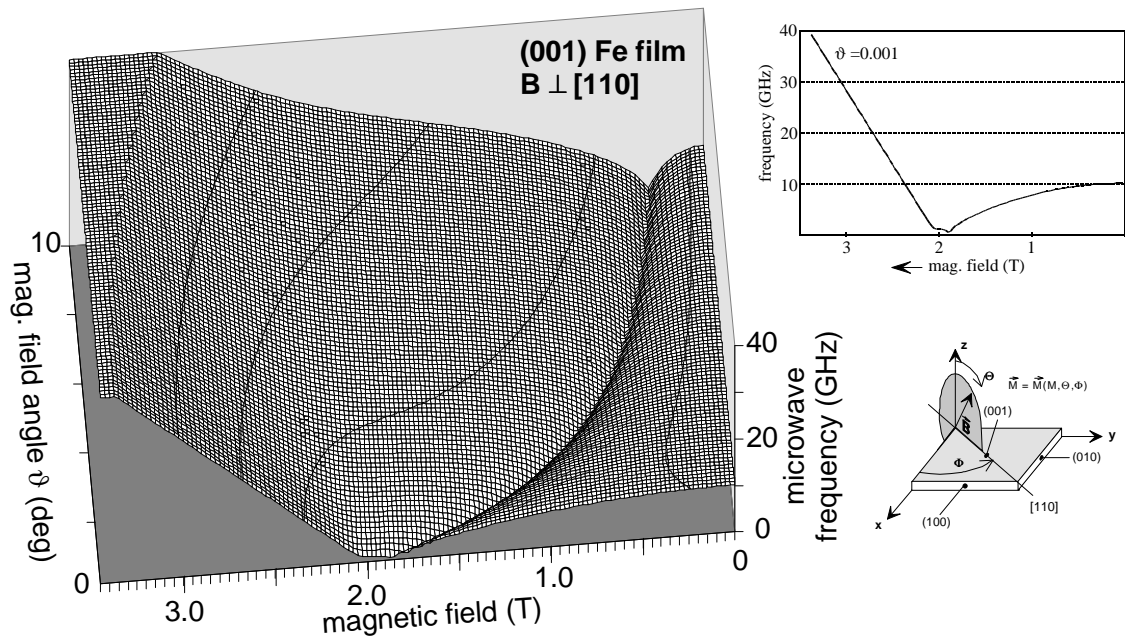 (001) Fe film
B ⊥ [110]
10
0
mag. field angle ϑ (deg)
3.0
2.0
1.0
0
magnetic field (T)
40
20
0
microwave
frequency (GHz)
40
30
20
10
frequency (GHz)
ϑ =0.001
3
2
1
← mag. field (T)
z
Θ
M⃗ = M⃗(M,Θ,Φ)
(001)
y
Φ
(010)
[110]
x
(100)